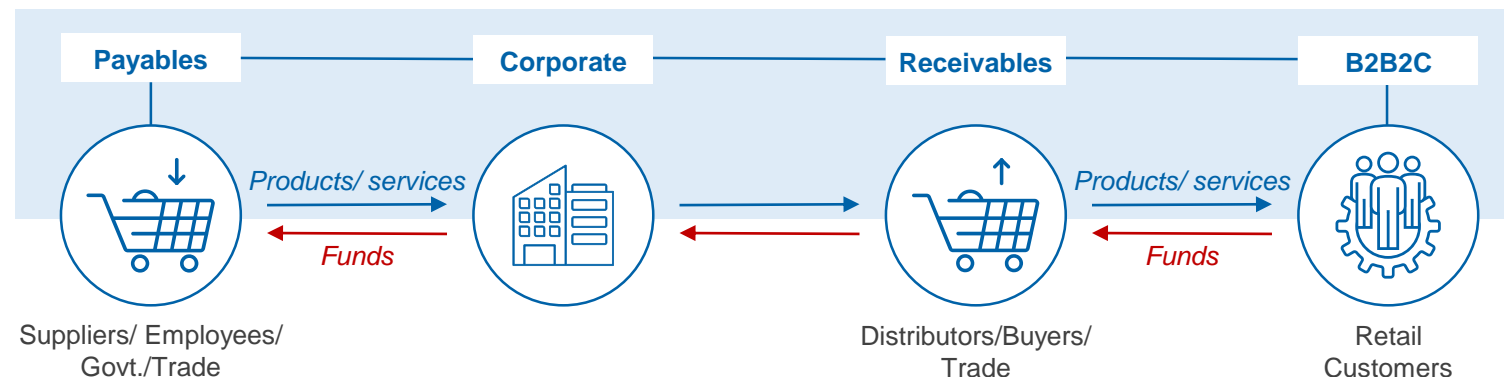 Payables
Corporate
Receivables
B2B2C
Products/ services
Products/ services
Funds
Funds
Suppliers/ Employees/
Govt./Trade
Distributors/Buyers/
Trade
Retail
Customers